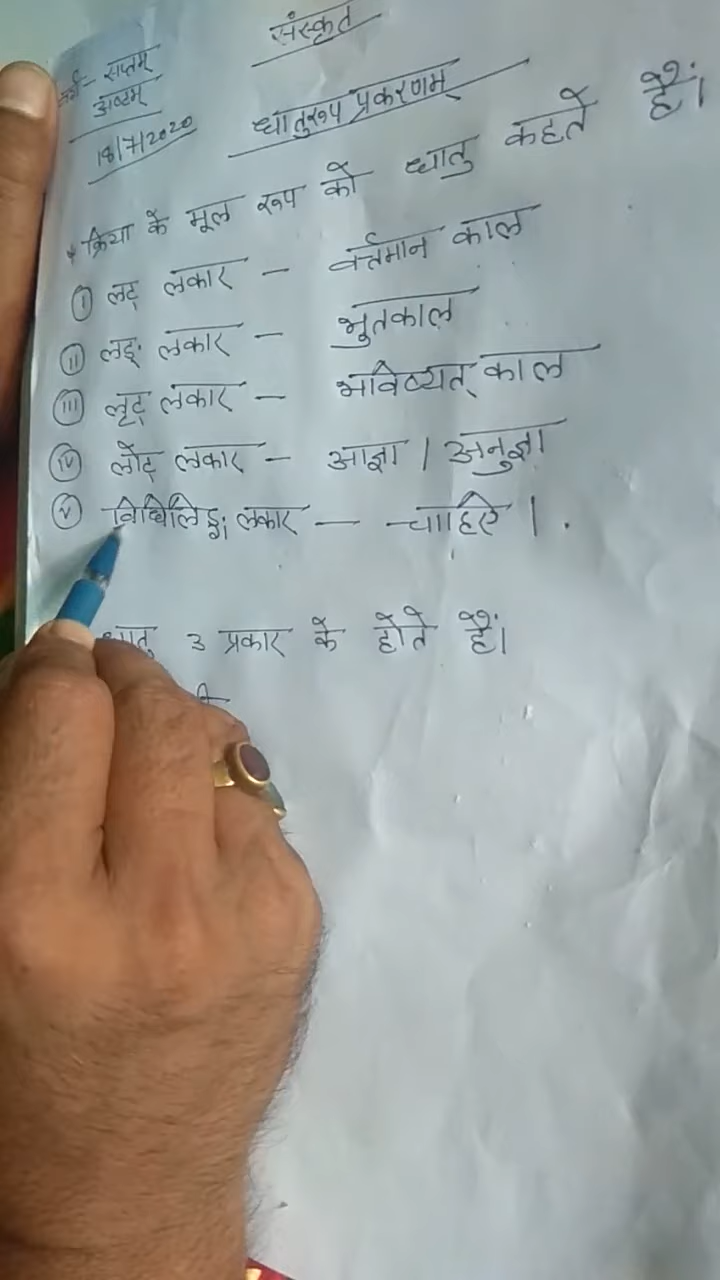 संस्कृत
वर्ग - सप्तम्
अष्टम्
18/7/2020
धातुरूप प्रकरणम्
* क्रिया के मूल रूप को धातु कहते हैं।
(i) लट् लकार - वर्त्तमान काल
(ii) लङ् लकार - भुतकाल
(iii) लृट् लकार - भविष्यत् काल
(iv) लोट् लकार - आज्ञा / अनुज्ञा
(v) विधिलिङ् लकार - चाहिए।
धातु 3 प्रकार के होते हैं।